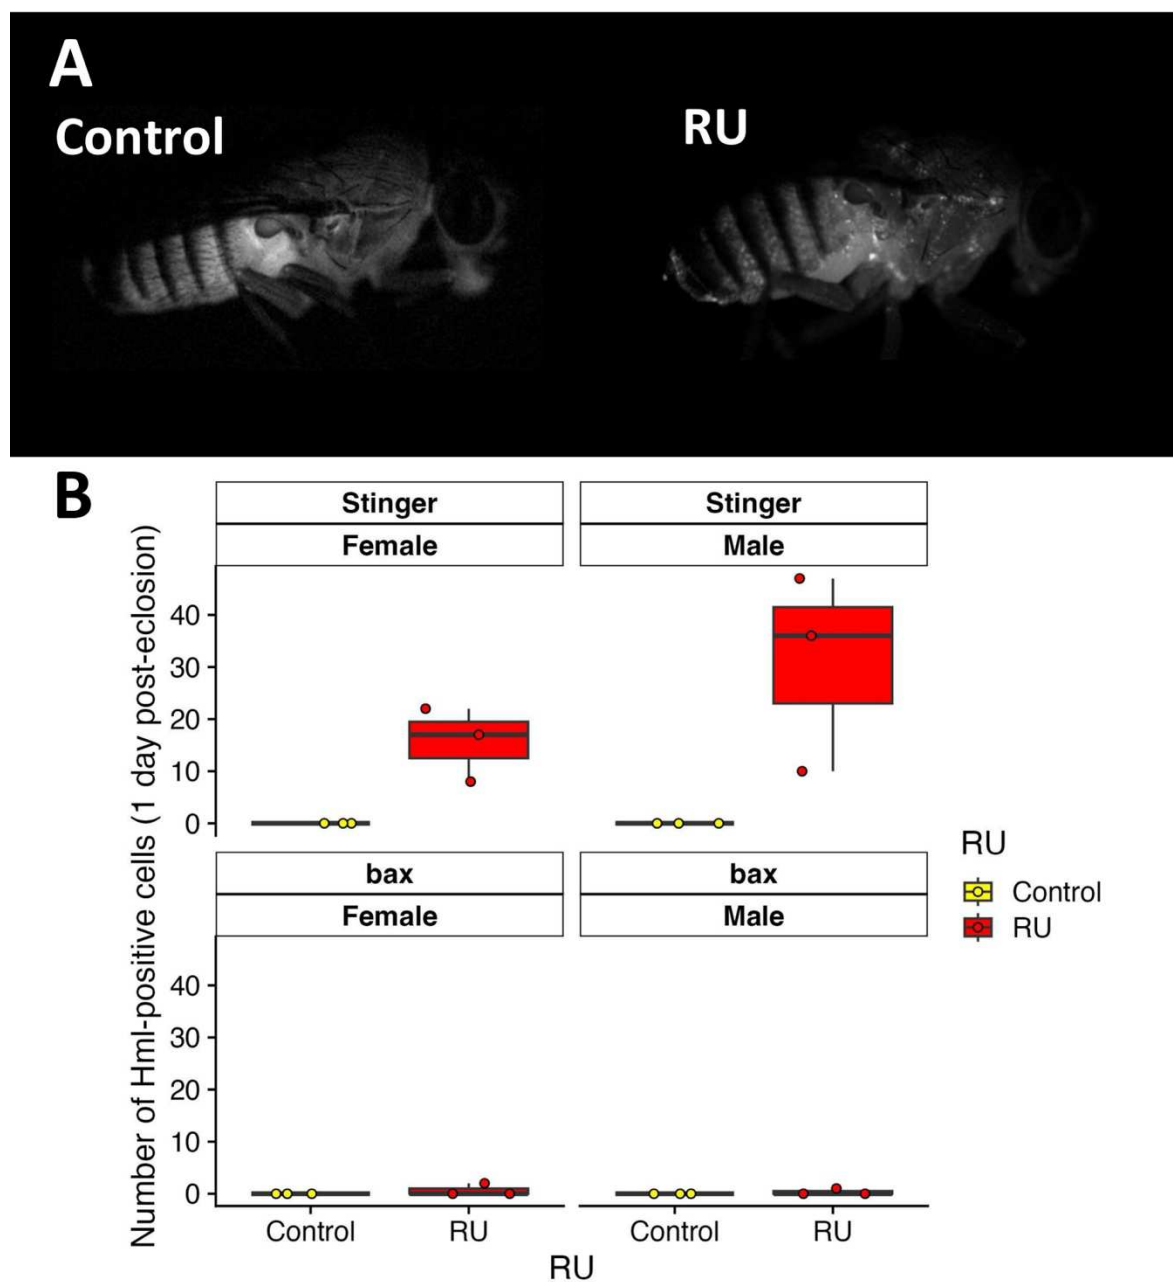 A
Control
RU
B
Number of Hml-positive cells (1 day post-eclosion)
Stinger
Female
Stinger
Male
40
30
20
10
0
bax
Female
bax
Male
40
30
20
10
0
Control
RU
Control
RU
RU
RU
Control
RU